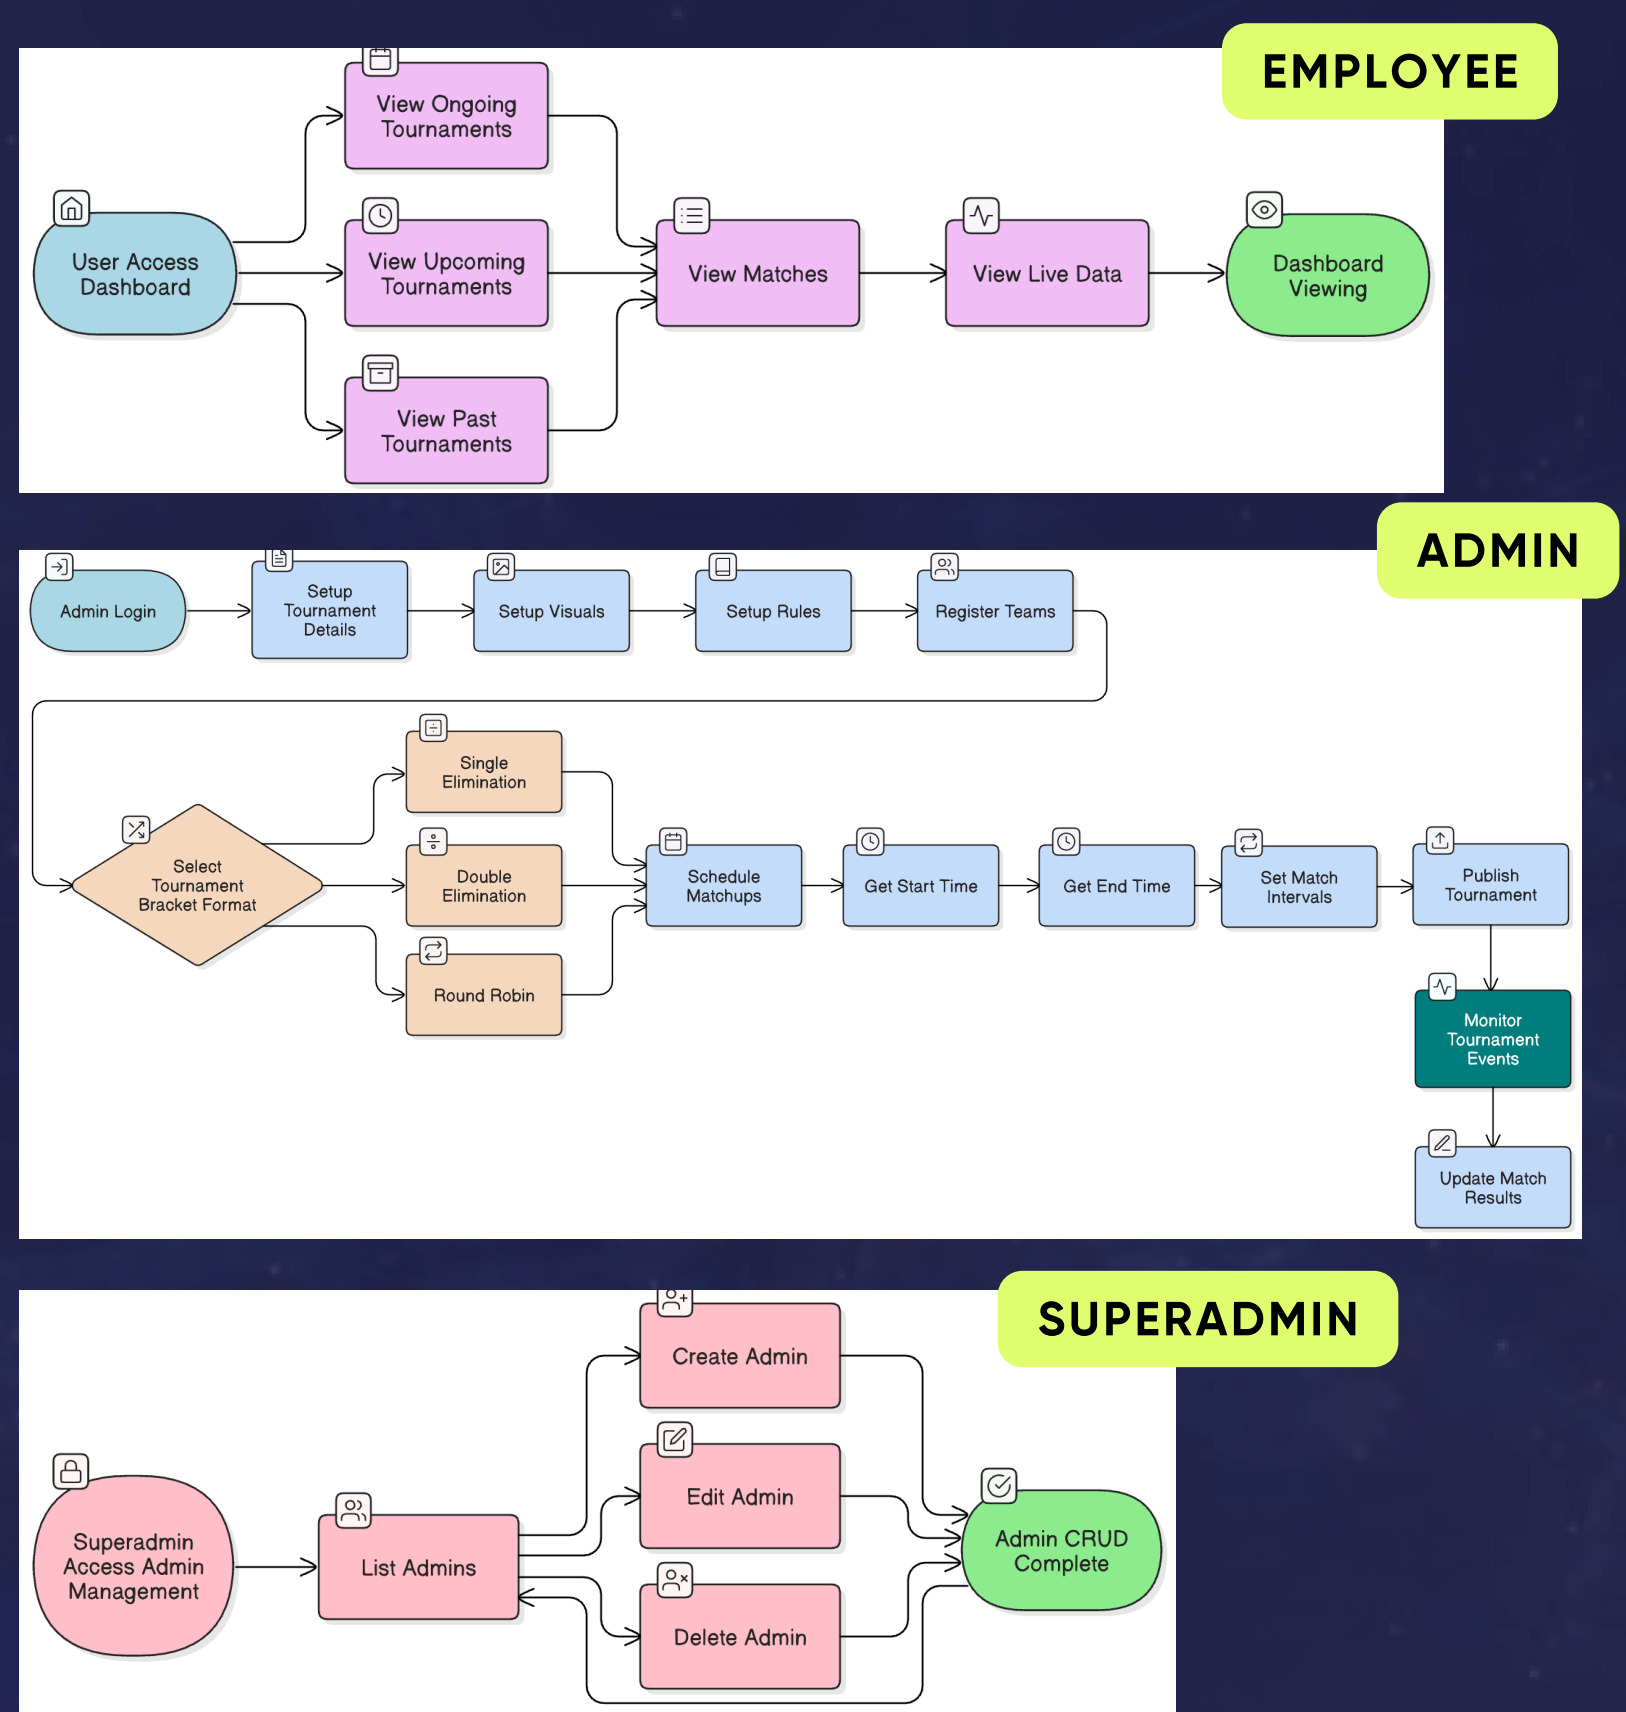 EMPLOYEE
View Ongoing
Tournaments
User Access
Dashboard
View Upcoming
Tournaments
View Matches
View Live Data
Dashboard
Viewing
View Past
Tournaments
ADMIN
Admin Login
Setup
Tournament
Details
Setup Visuals
Setup Rules
Register Teams
Select
Tournament
Bracket Format
Single
Elimination
Double
Elimination
Round Robin
Schedule
Matchups
Get Start Time
Get End Time
Set Match
Intervals
Publish
Tournament
Monitor
Tournament
Events
Update Match
Results
SUPERADMIN
Superadmin
Access Admin
Management
List Admins
Create Admin
Edit Admin
Delete Admin
Admin CRUD
Complete